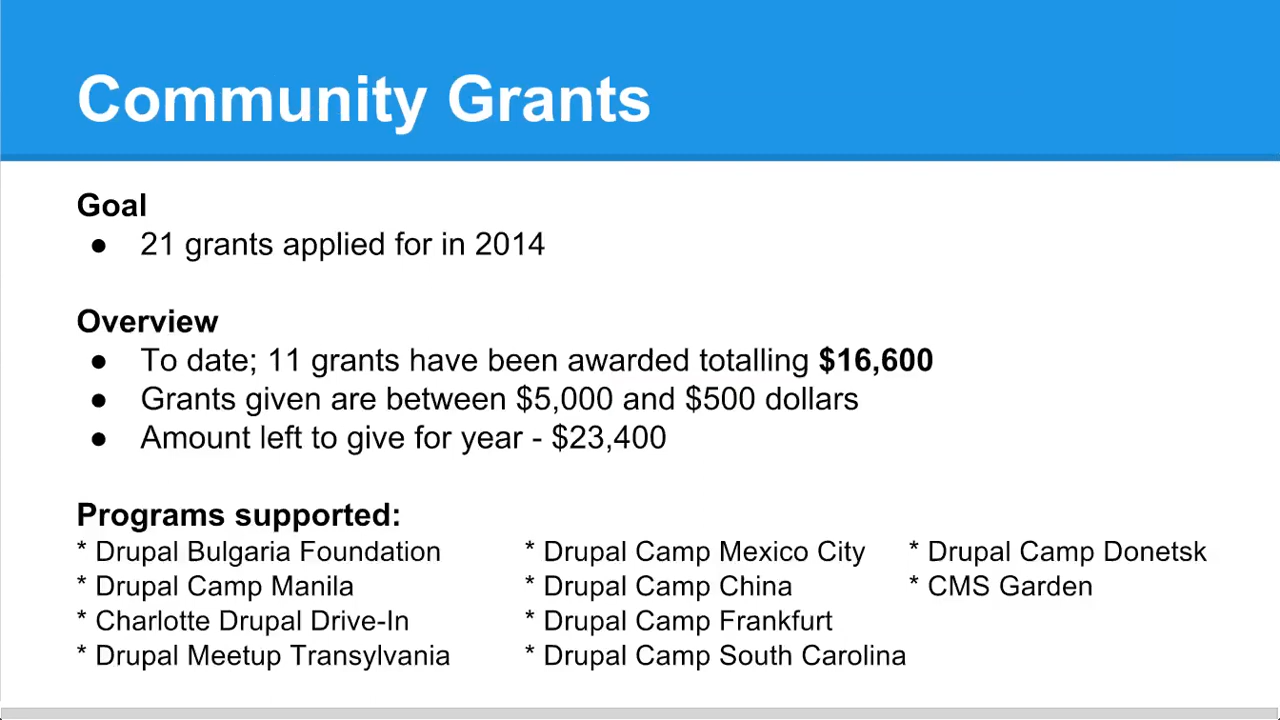 Community Grants
Goal
● 21 grants applied for in 2014
Overview
● To date; 11 grants have been awarded totalling $16,600
● Grants given are between $5,000 and $500 dollars
● Amount left to give for year - $23,400
Programs supported:
* Drupal Bulgaria Foundation
* Drupal Camp Manila
* Charlotte Drupal Drive-In
* Drupal Meetup Transylvania
* Drupal Camp Mexico City
* Drupal Camp China
* Drupal Camp Frankfurt
* Drupal Camp South Carolina
* Drupal Camp Donetsk
* CMS Garden